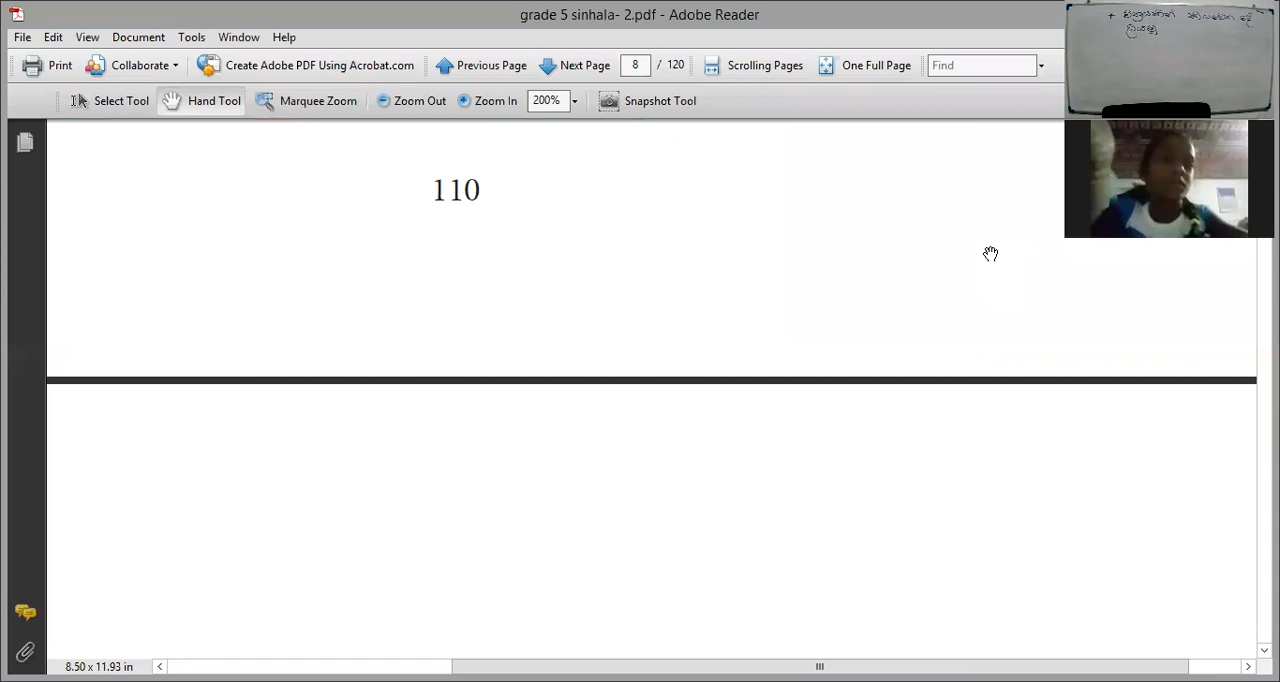 grade 5 sinhala- 2.pdf - Adobe Reader
File Edit View Document Tools Window Help
Print Collaborate Create Adobe PDF Using Acrobat.com Previous Page Next Page 8 / 120 Scrolling Pages One Full Page Find
Select Tool Hand Tool Marquee Zoom Zoom Out Zoom In 200% Snapshot Tool
110
8.50 x 11.93 in